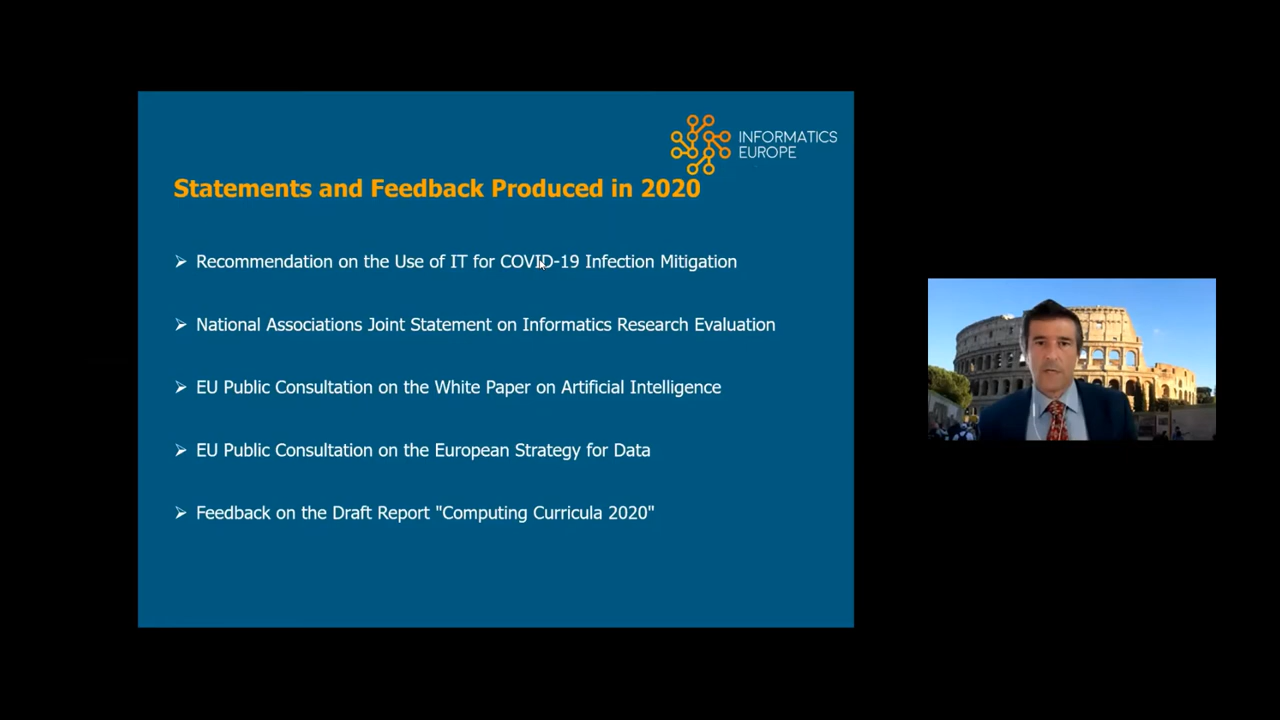 INFORMATICS
EUROPE
Statements and Feedback Produced in 2020
Recommendation on the Use of IT for COVID-19 Infection Mitigation
National Associations Joint Statement on Informatics Research Evaluation
EU Public Consultation on the White Paper on Artificial Intelligence
EU Public Consultation on the European Strategy for Data
Feedback on the Draft Report "Computing Curricula 2020"